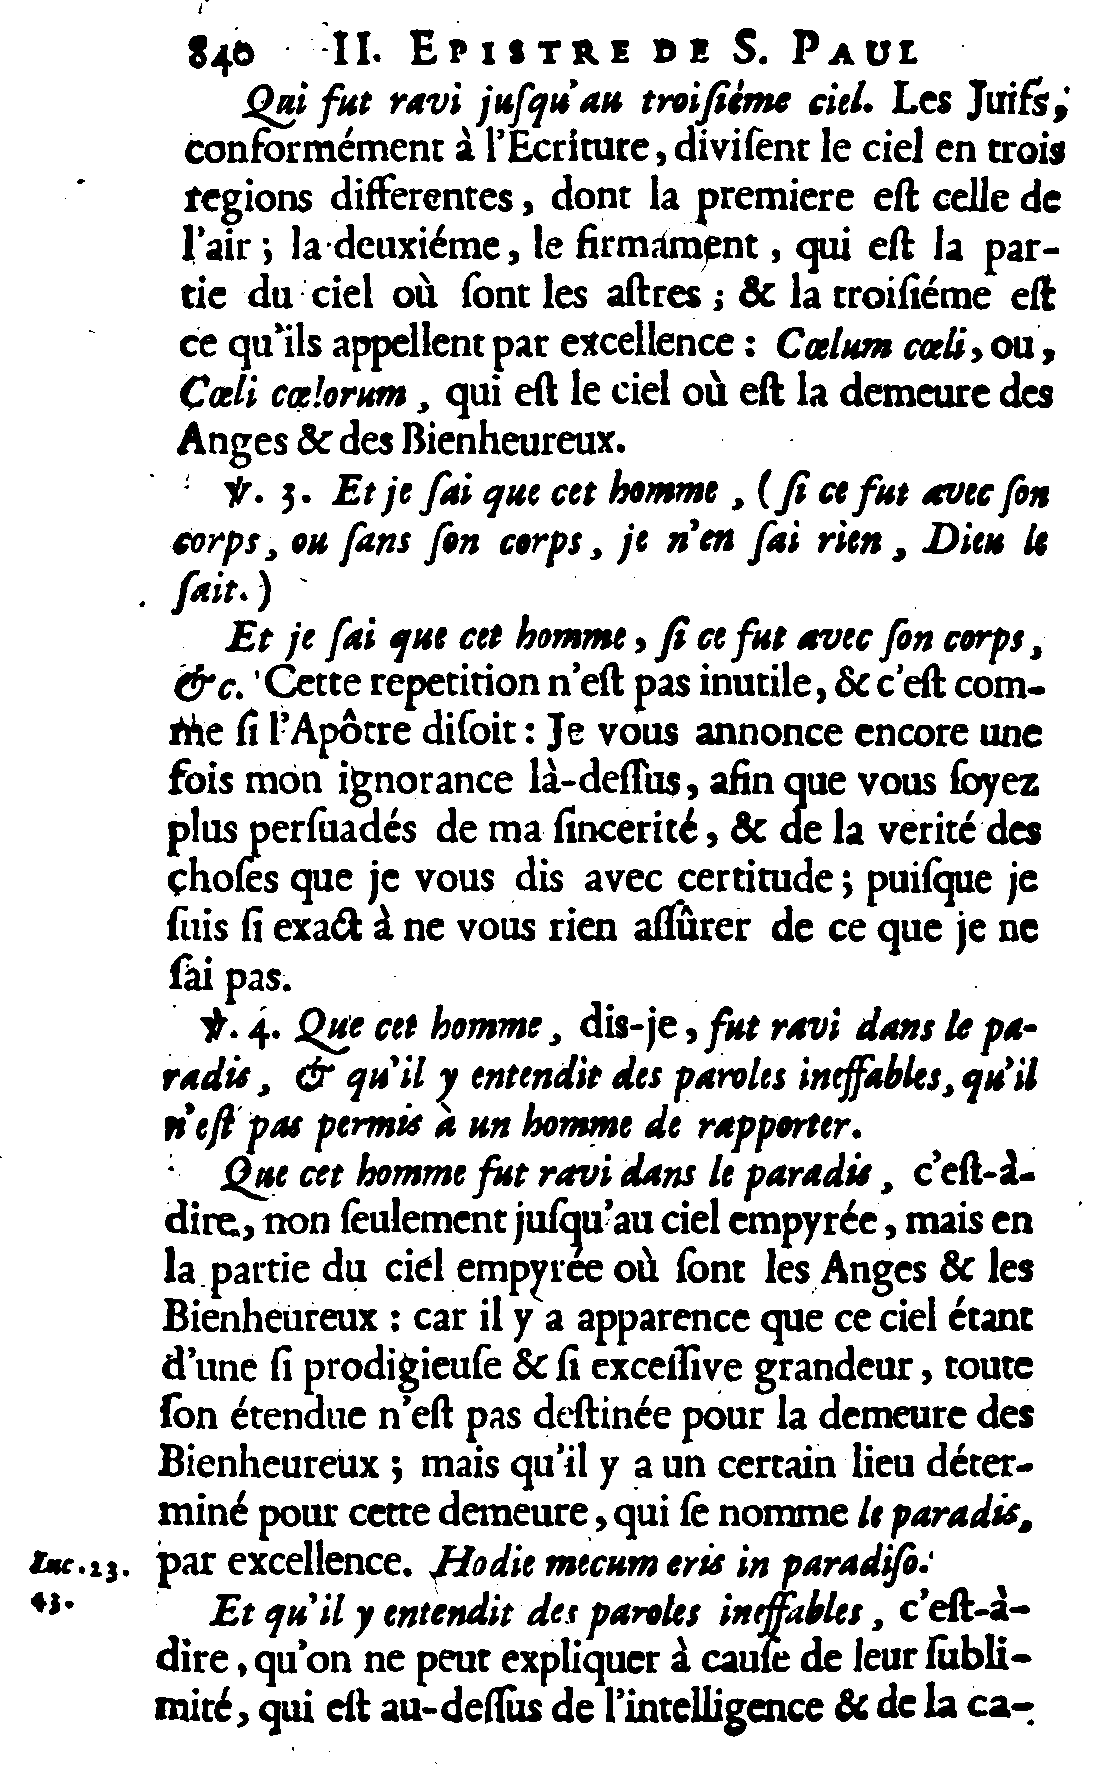 840 II. EPISTRE DE S. PAUL
Qui fut ravi juſqu'au troiſiéme ciel. Les Juifs,
conformément à l'Ecriture, diviſent le ciel en trois
regions differentes, dont la premiere eſt celle de
l'air ; la deuxiéme, le firmament, qui eſt la par-
tie du ciel où ſont les aſtres ; & la troiſiéme eſt
ce qu'ils appellent par excellence : Cœlum cœli, ou,
Cœli cœlorum, qui eſt le ciel où eſt la demeure des
Anges & des Bienheureux.
℣. 3. Et je ſai que cet homme, (ſi ce fut avec ſon
corps, ou ſans ſon corps, je n'en ſai rien, Dieu le
ſait.)
Et je ſai que cet homme, ſi ce fut avec ſon corps,
&c. Cette repetition n'eſt pas inutile, & c'eſt com-
me ſi l'Apôtre diſoit : Je vous annonce encore une
fois mon ignorance là-deſſus, afin que vous ſoyez
plus perſuadés de ma ſincerité, & de la verité des
choſes que je vous dis avec certitude ; puiſque je
ſuis ſi exact à ne vous rien aſſûrer de ce que je ne
ſai pas.
℣. 4. Que cet homme, dis-je, fut ravi dans le pa-
radis, & qu'il y entendit des paroles ineffables, qu'il
n'eſt pas permis à un homme de rapporter.
Que cet homme fut ravi dans le paradis, c'eſt-à-
dire, non ſeulement juſqu'au ciel empyrée, mais en
la partie du ciel empyrée où ſont les Anges & les
Bienheureux : car il y a apparence que ce ciel étant
d'une ſi prodigieuſe & ſi exceſſive grandeur, toute
ſon étendue n'eſt pas deſtinée pour la demeure des
Bienheureux ; mais qu'il y a un certain lieu déter-
miné pour cette demeure, qui ſe nomme le paradis,
Luc. 23. par excellence. Hodie mecum eris in paradiſo.
43. Et qu'il y entendit des paroles ineffables, c'eſt-à-
dire, qu'on ne peut expliquer à cauſe de leur ſubli-
mité, qui eſt au-deſſus de l'intelligence & de la ca-